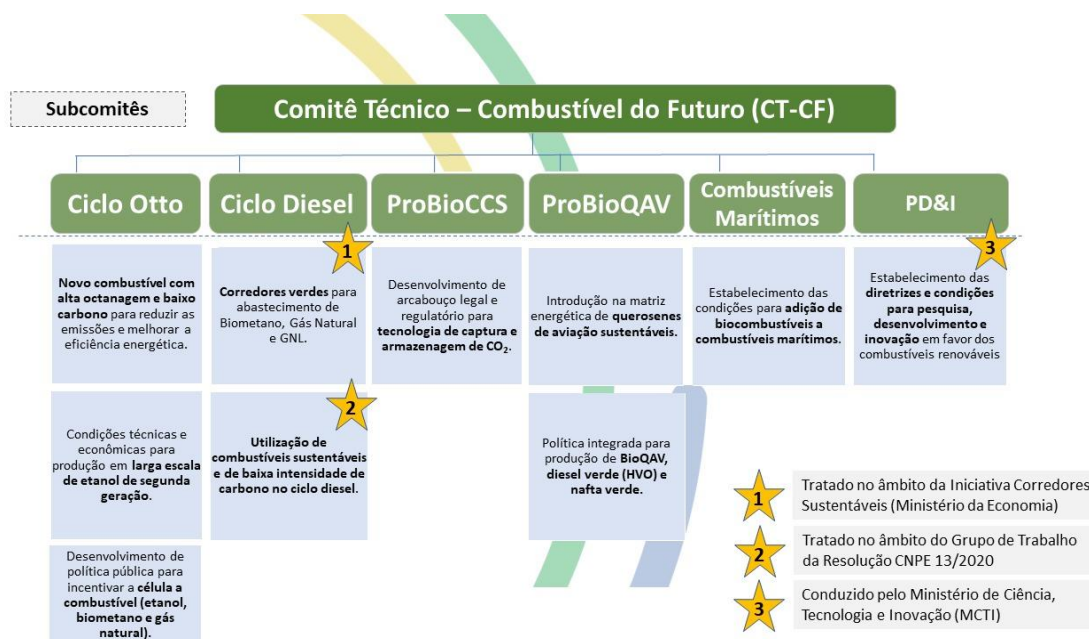 Subcomitês
Comitê Técnico – Combustível do Futuro (CT-CF)
Ciclo Otto
Novo combustível com
alta octanagem e baixo
carbono para reduzir as
emissões e melhorar a
eficiência energética.
Condições técnicas e
econômicas para
produção em larga escala
de etanol de segunda
geração.
Desenvolvimento de
política pública para
incentivar a célula a
combustível (etanol,
biometano e gás
natural).
Ciclo Diesel
1
Corredores verdes para
abastecimento de
Biometano, Gás Natural
e GNL.
2
Utilização de
combustíveis sustentáveis
e de baixa intensidade de
carbono no ciclo diesel.
ProBioCCS
Desenvolvimento de
arcabouço legal e
regulatório para
tecnologia de captura e
armazenagem de CO₂.
ProBioQAV
Introdução na matriz
energética de querosenes
de aviação sustentáveis.
Política integrada para
produção de BioQAV,
diesel verde (HVO) e
nafta verde.
Combustíveis
Marítimos
Estabelecimento das
condições para adição de
biocombustíveis a
combustíveis marítimos.
PD&I
3
Estabelecimento das
diretrizes e condições
para pesquisa,
desenvolvimento e
inovação em favor dos
combustíveis renováveis
1
Tratado no âmbito da Iniciativa Corredores
Sustentáveis (Ministério da Economia)
2
Tratado no âmbito do Grupo de Trabalho
da Resolução CNPE 13/2020
3
Conduzido pelo Ministério de Ciência,
Tecnologia e Inovação (MCTI)